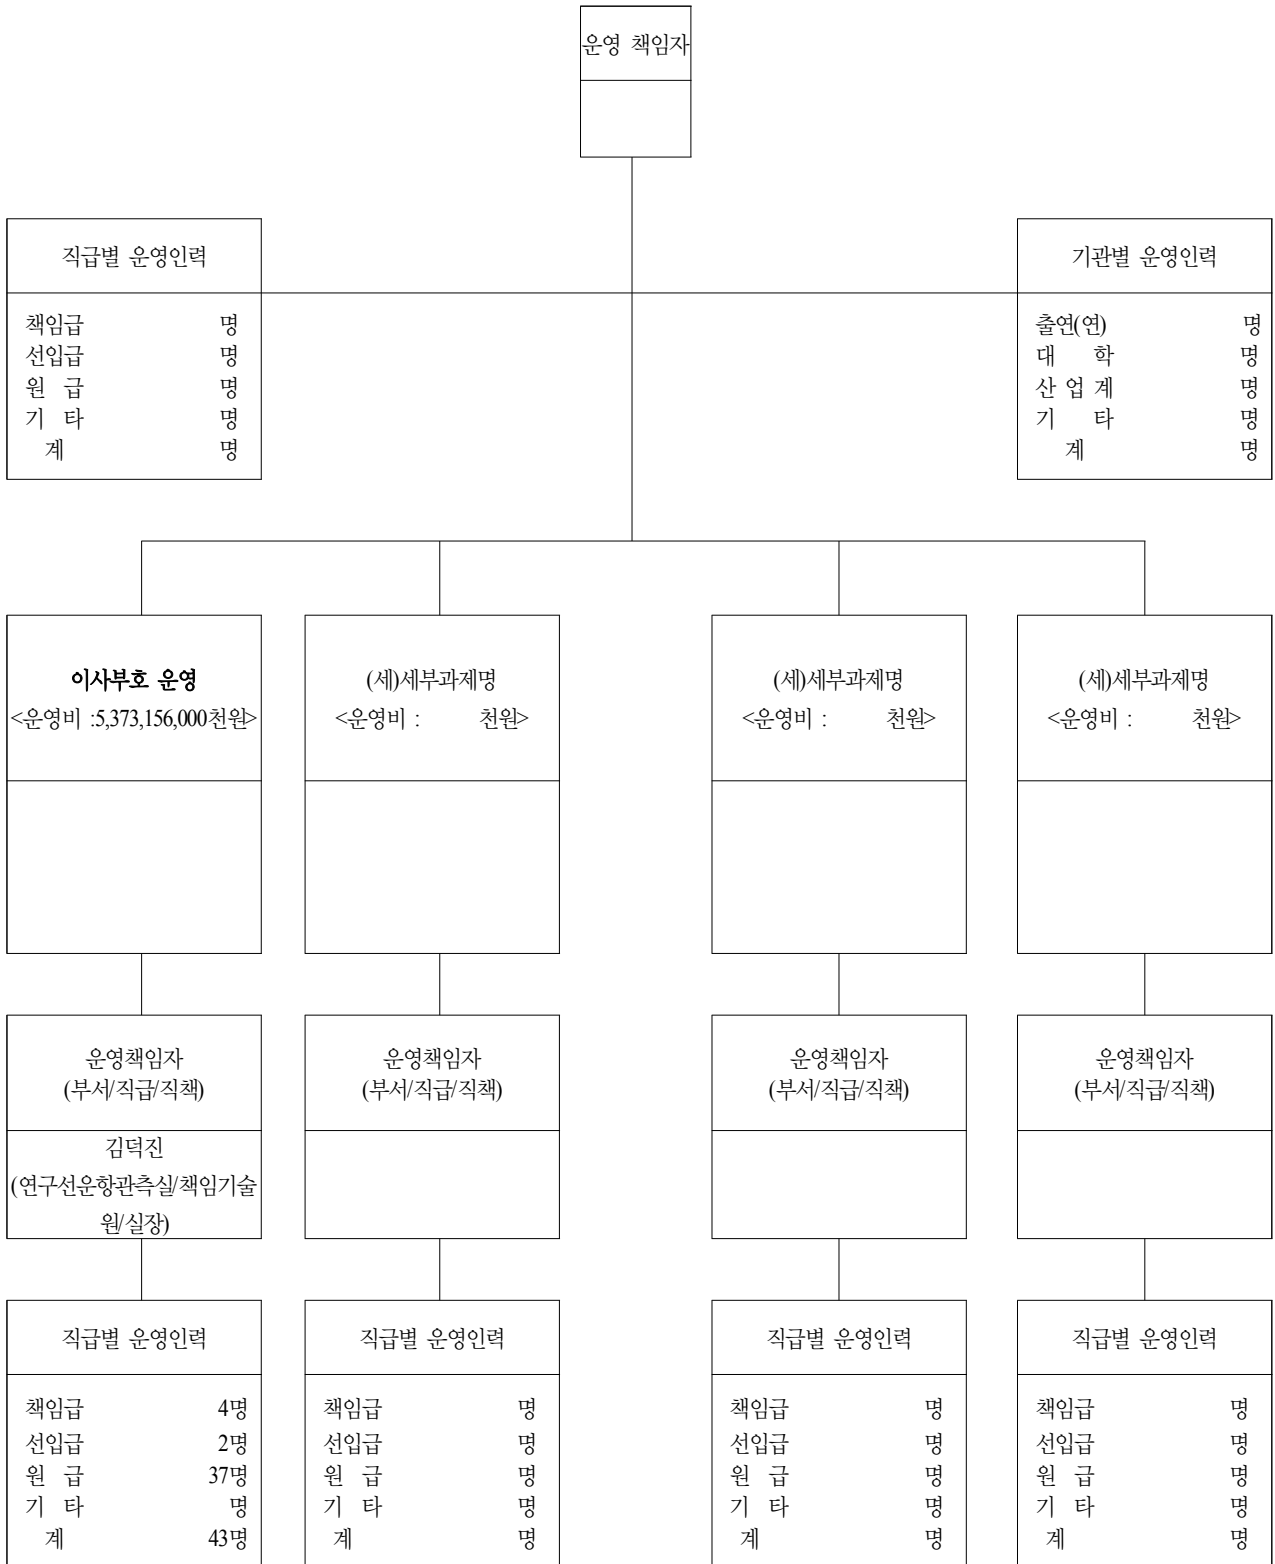 운영 책임자
직급별 운영인력
책임급 명
선입급 명
원 급 명
기 타 명
계 명
기관별 운영인력
출연(연) 명
대 학 명
산 업 계 명
기 타 명
계 명
이사부호 운영
<운영비 :5,373,156,000천원>
(세)세부과제명
<운영비 : 천원>
(세)세부과제명
<운영비 : 천원>
(세)세부과제명
<운영비 : 천원>
운영책임자
(부서/직급/직책)
김덕진
(연구선운항관측실/책임기술
원/실장)
운영책임자
(부서/직급/직책)
운영책임자
(부서/직급/직책)
운영책임자
(부서/직급/직책)
직급별 운영인력
책임급 4명
선입급 2명
원 급 37명
기 타 명
계 43명
직급별 운영인력
책임급 명
선입급 명
원 급 명
기 타 명
계 명
직급별 운영인력
책임급 명
선입급 명
원 급 명
기 타 명
계 명
직급별 운영인력
책임급 명
선입급 명
원 급 명
기 타 명
계 명